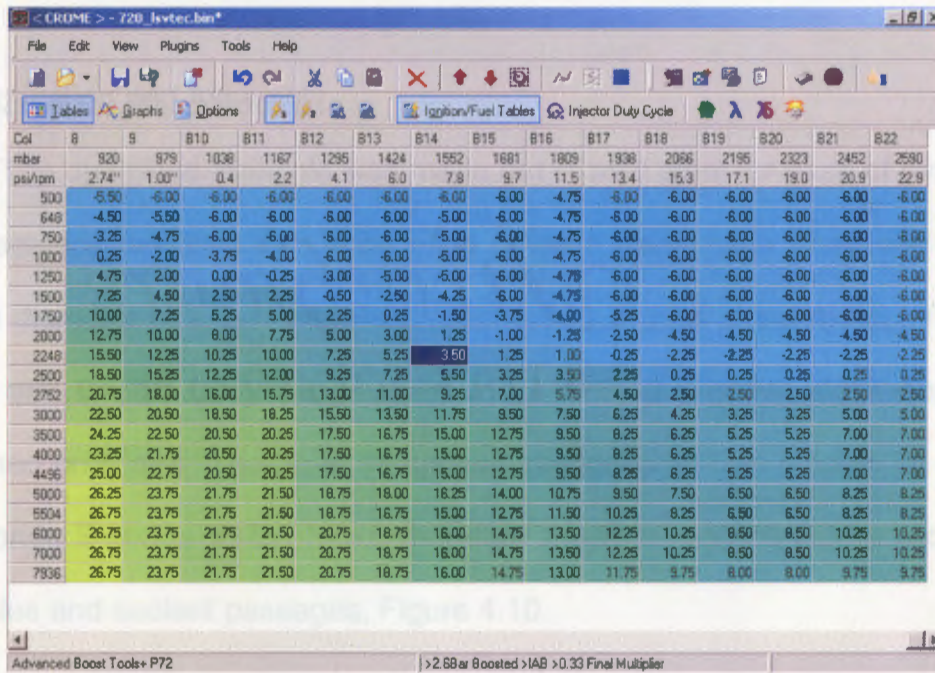 < CROME > - 720_lsvtec.bin*
File Edit View Plugins Tools Help
Tables Graphs Options Ignition/Fuel Tables Injector Duty Cycle
Col 8 9 B10 B11 B12 B13 B14 B15 B16 B17 B18 B19 B20 B21 B22
mbar 920 979 1038 1167 1295 1424 1552 1681 1809 1938 2066 2195 2323 2452 2590
psi/rpm 2.74" 1.00" 0.4 2.2 4.1 6.0 7.8 9.7 11.5 13.4 15.3 17.1 19.0 20.9 22.9
500 -5.50 -6.00 -6.00 -6.00 -6.00 -6.00 -6.00 -6.00 -4.75 -6.00 -6.00 -6.00 -6.00 -6.00 -6.00
648 -4.50 -5.50 -6.00 -6.00 -6.00 -6.00 -5.00 -6.00 -4.75 -6.00 -6.00 -6.00 -6.00 -6.00 -6.00
750 -3.25 -4.75 -6.00 -6.00 -6.00 -6.00 -5.00 -6.00 -4.75 -6.00 -6.00 -6.00 -6.00 -6.00 -6.00
1000 0.25 -2.00 -3.75 -4.00 -6.00 -6.00 -5.00 -6.00 -4.75 -6.00 -6.00 -6.00 -6.00 -6.00 -6.00
1250 4.75 2.00 0.00 -0.25 -3.00 -5.00 -5.00 -6.00 -4.75 -6.00 -6.00 -6.00 -6.00 -6.00 -6.00
1500 7.25 4.50 2.50 2.25 -0.50 -2.50 -4.25 -6.00 -4.75 -6.00 -6.00 -6.00 -6.00 -6.00 -6.00
1750 10.00 7.25 5.25 5.00 2.25 0.25 -1.50 -3.75 -4.00 -5.25 -6.00 -6.00 -6.00 -6.00 -6.00
2000 12.75 10.00 8.00 7.75 5.00 3.00 1.25 -1.00 -1.25 -2.50 -4.50 -4.50 -4.50 -4.50 -4.50
2248 15.50 12.25 10.25 10.00 7.25 5.25 3.50 1.25 1.00 -0.25 -2.25 -2.25 -2.25 -2.25 -2.25
2500 18.50 15.25 12.25 12.00 9.25 7.25 5.50 3.25 3.50 2.25 0.25 0.25 0.25 0.25 0.25
2752 20.75 18.00 16.00 15.75 13.00 11.00 9.25 7.00 5.75 4.50 2.50 2.50 2.50 2.50 2.50
3000 22.50 20.50 18.50 18.25 15.50 13.50 11.75 9.50 7.50 6.25 4.25 3.25 3.25 5.00 5.00
3500 24.25 22.50 20.50 20.25 17.50 16.75 15.00 12.75 9.50 8.25 6.25 5.25 5.25 7.00 7.00
4000 23.25 21.75 20.50 20.25 17.50 16.75 15.00 12.75 9.50 8.25 6.25 5.25 5.25 7.00 7.00
4496 25.00 22.75 20.50 20.25 17.50 16.75 15.00 12.75 9.50 8.25 6.25 5.25 5.25 7.00 7.00
5000 26.25 23.75 21.75 21.50 18.75 18.00 16.25 14.00 10.75 9.50 7.50 6.50 6.50 8.25 8.25
5504 26.75 23.75 21.75 21.50 18.75 16.75 15.00 12.75 11.50 10.25 8.25 6.50 6.50 8.25 8.25
6000 26.75 23.75 21.75 21.50 20.75 18.75 16.00 14.75 13.50 12.25 10.25 8.50 8.50 10.25 10.25
7000 26.75 23.75 21.75 21.50 20.75 18.75 16.00 14.75 13.50 12.25 10.25 8.50 8.50 10.25 10.25
7936 26.75 23.75 21.75 21.50 20.75 18.75 16.00 14.75 13.00 11.75 9.75 8.00 8.00 9.75 9.75
and coolant passages, Figure 4.10
Advanced Boost Tools+ P72 >2.68ar Boosted >IAB >0.33 Final Multiplier